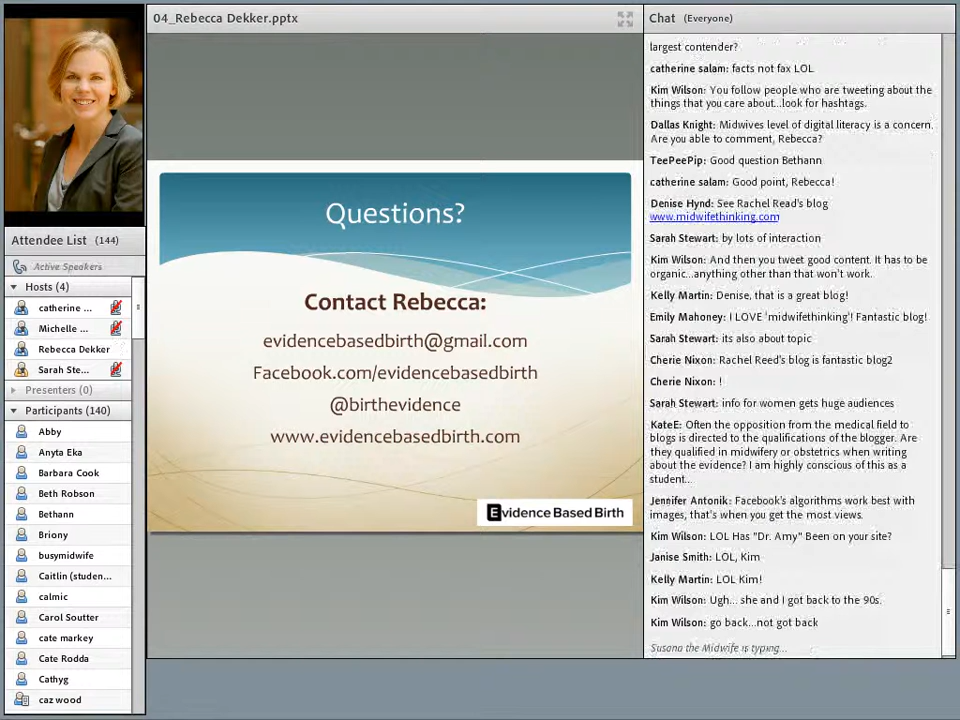 04_Rebecca Dekker.pptx
Attendee List (144)
Active Speakers
Hosts (4)
catherine ...
Michelle ...
Rebecca Dekker
Sarah Ste...
Presenters (0)
Participants (140)
Abby
Anyta Eka
Barbara Cook
Beth Robson
Bethann
Briony
busymidwife
Caitlin (studen...
calmic
Carol Soutter
cate markey
Cate Rodda
Cathyg
caz wood
Questions?
Contact Rebecca:
evidencebasedbirth@gmail.com
Facebook.com/evidencebasedbirth
@birthevidence
www.evidencebasedbirth.com
Evidence Based Birth
Chat (Everyone)
largest contender?
catherine salam: facts not fax LOL
Kim Wilson: You follow people who are tweeting about the
things that you care about...look for hashtags.
Dallas Knight: Midwives level of digital literacy is a concern.
Are you able to comment, Rebecca?
TeePeePip: Good question Bethann
catherine salam: Good point, Rebecca!
Denise Hynd: See Rachel Read's blog
www.midwifethinking.com
Sarah Stewart: by lots of interaction
Kim Wilson: And then you tweet good content. It has to be
organic...anything other than that won't work.
Kelly Martin: Denise, that is a great blog!
Emily Mahoney: I LOVE 'midwifethinking'! Fantastic blog!
Sarah Stewart: its also about topic
Cherie Nixon: Rachel Reed's blog is fantastic blog2
Cherie Nixon: !
Sarah Stewart: info for women gets huge audiences
KateE: Often the opposition from the medical field to
blogs is directed to the qualifications of the blogger. Are
they qualified in midwifery or obstetrics when writing
about the evidence? I am highly conscious of this as a
student...
Jennifer Antonik: Facebook's algorithms work best with
images, that's when you get the most views.
Kim Wilson: LOL Has "Dr. Amy" Been on your site?
Janise Smith: LOL, Kim
Kelly Martin: LOL Kim!
Kim Wilson: Ugh... she and I got back to the 90s.
Kim Wilson: go back...not got back
Susana the Midwife is typing...